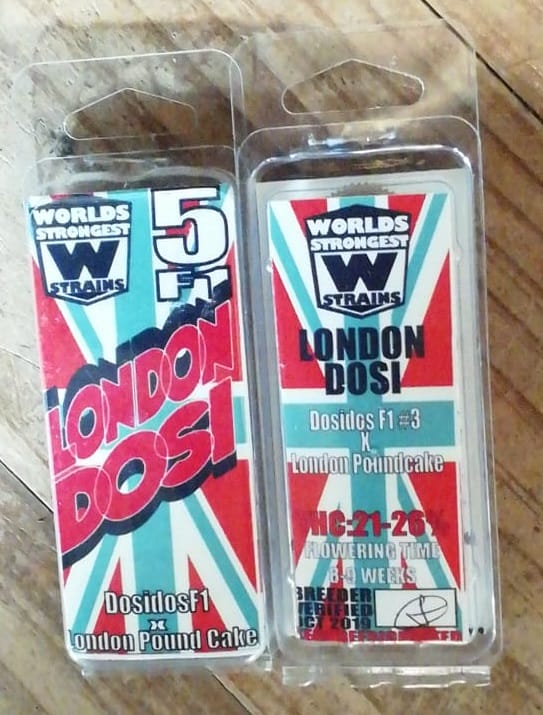 WORLDS
STRONGEST
W
STRAINS
5
F1
LONDON
DOSI
DosidosF1
x
London Pound Cake
WORLDS
STRONGEST
W
STRAINS
LONDON
DOSI
Dosidos F1 #3
X
London Poundcake
THC:21-26%
FLOWERING TIME
8-9 WEEKS
BREEDER
VERIFIED
OCT 2019